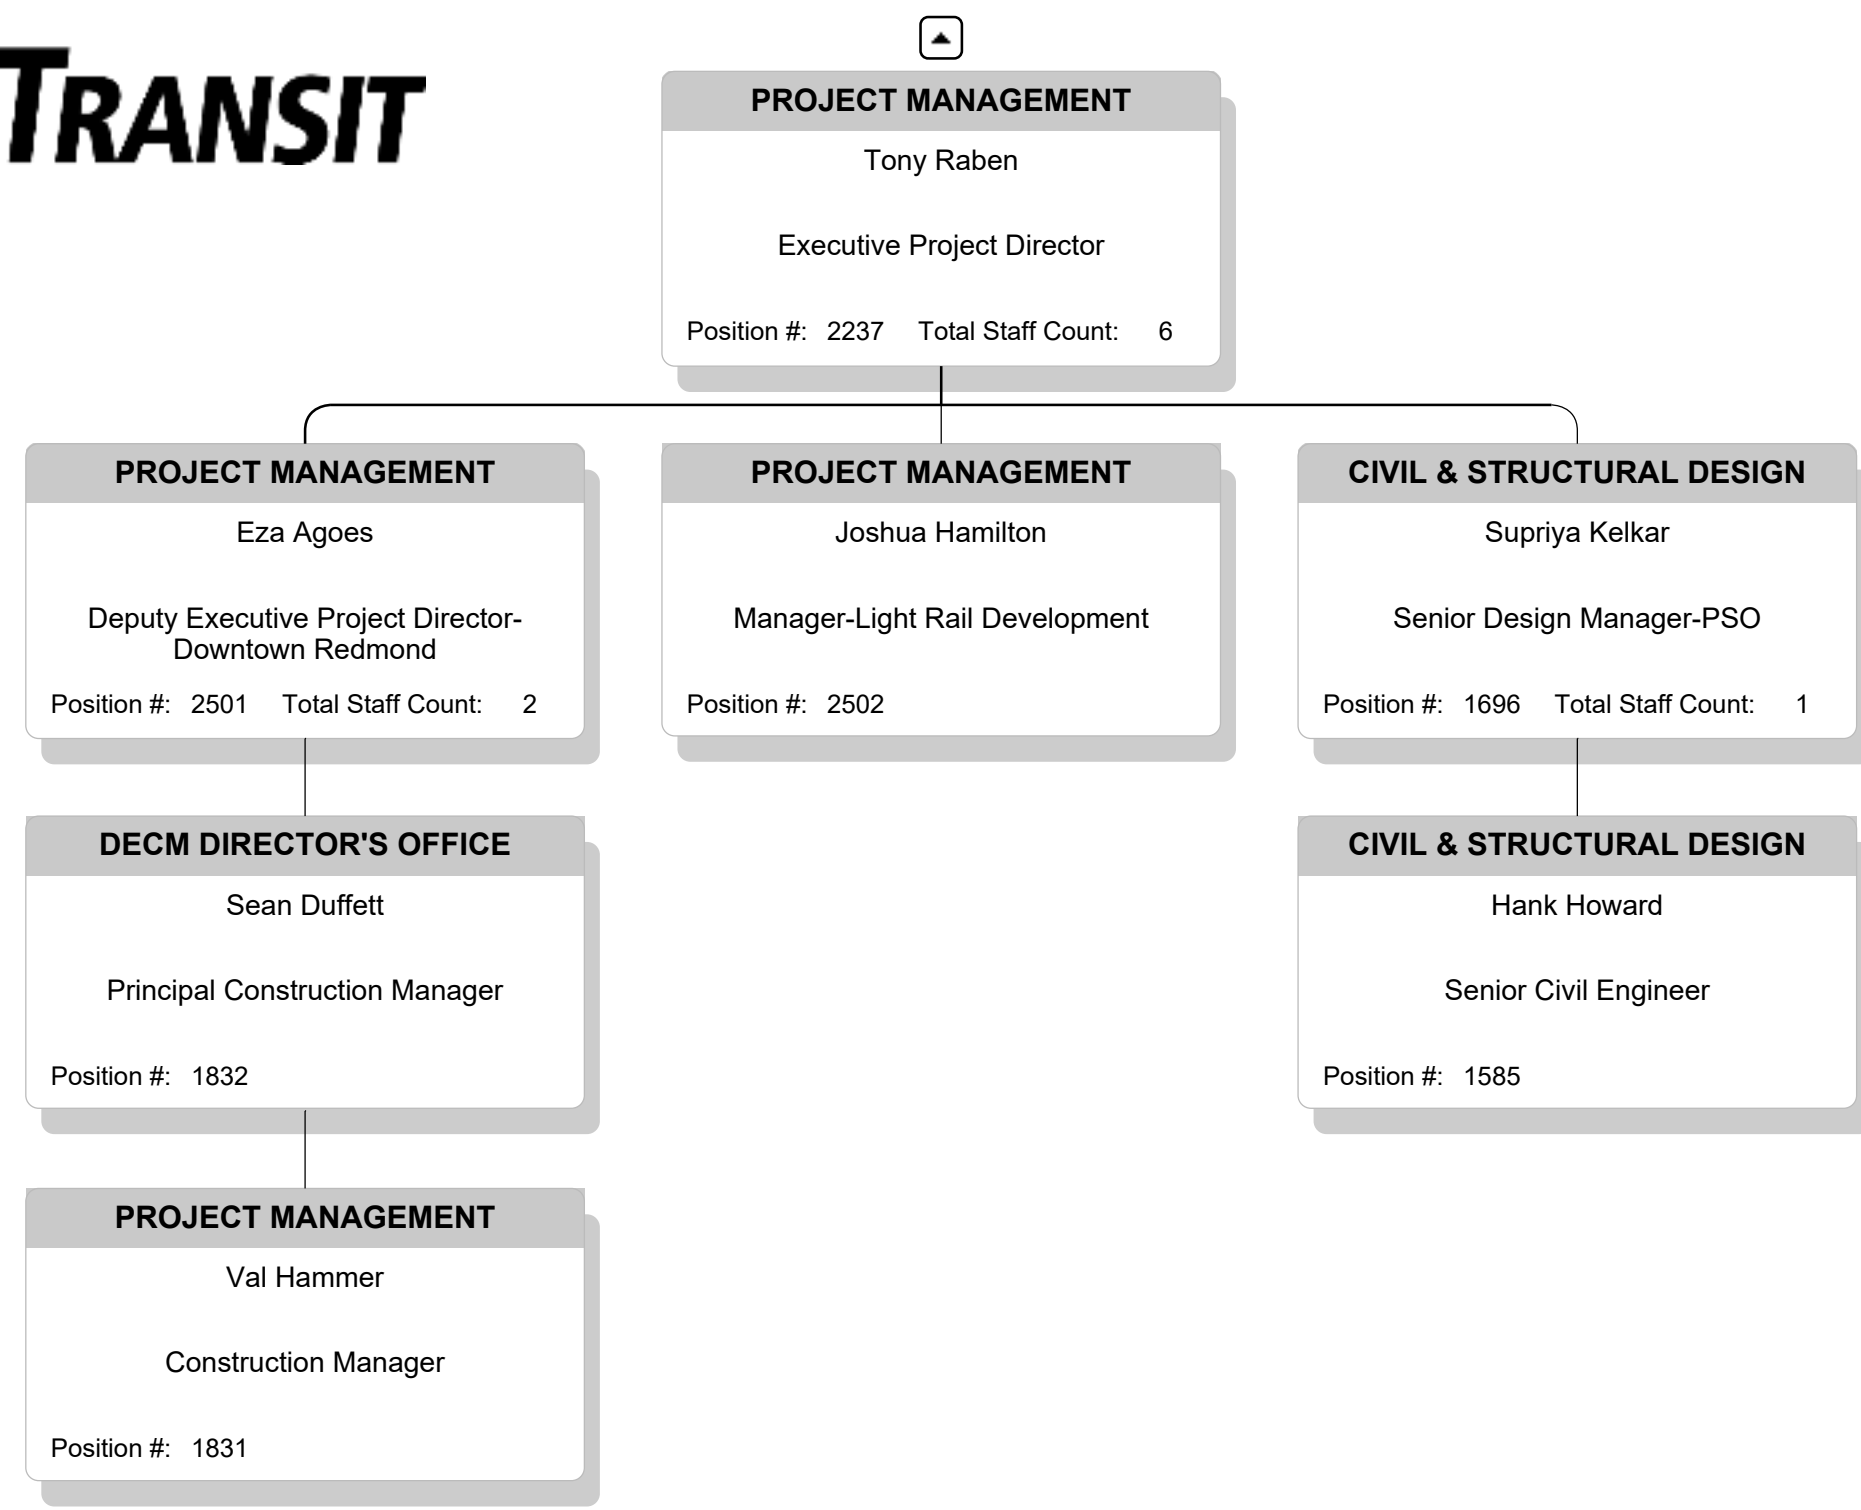 TRANSIT
PROJECT MANAGEMENT
Tony Raben
Executive Project Director
Position #: 2237 Total Staff Count: 6
PROJECT MANAGEMENT
Eza Agoes
Deputy Executive Project Director-
Downtown Redmond
Position #: 2501 Total Staff Count: 2
PROJECT MANAGEMENT
Joshua Hamilton
Manager-Light Rail Development
Position #: 2502
CIVIL & STRUCTURAL DESIGN
Supriya Kelkar
Senior Design Manager-PSO
Position #: 1696 Total Staff Count: 1
DECM DIRECTOR'S OFFICE
Sean Duffett
Principal Construction Manager
Position #: 1832
CIVIL & STRUCTURAL DESIGN
Hank Howard
Senior Civil Engineer
Position #: 1585
PROJECT MANAGEMENT
Val Hammer
Construction Manager
Position #: 1831